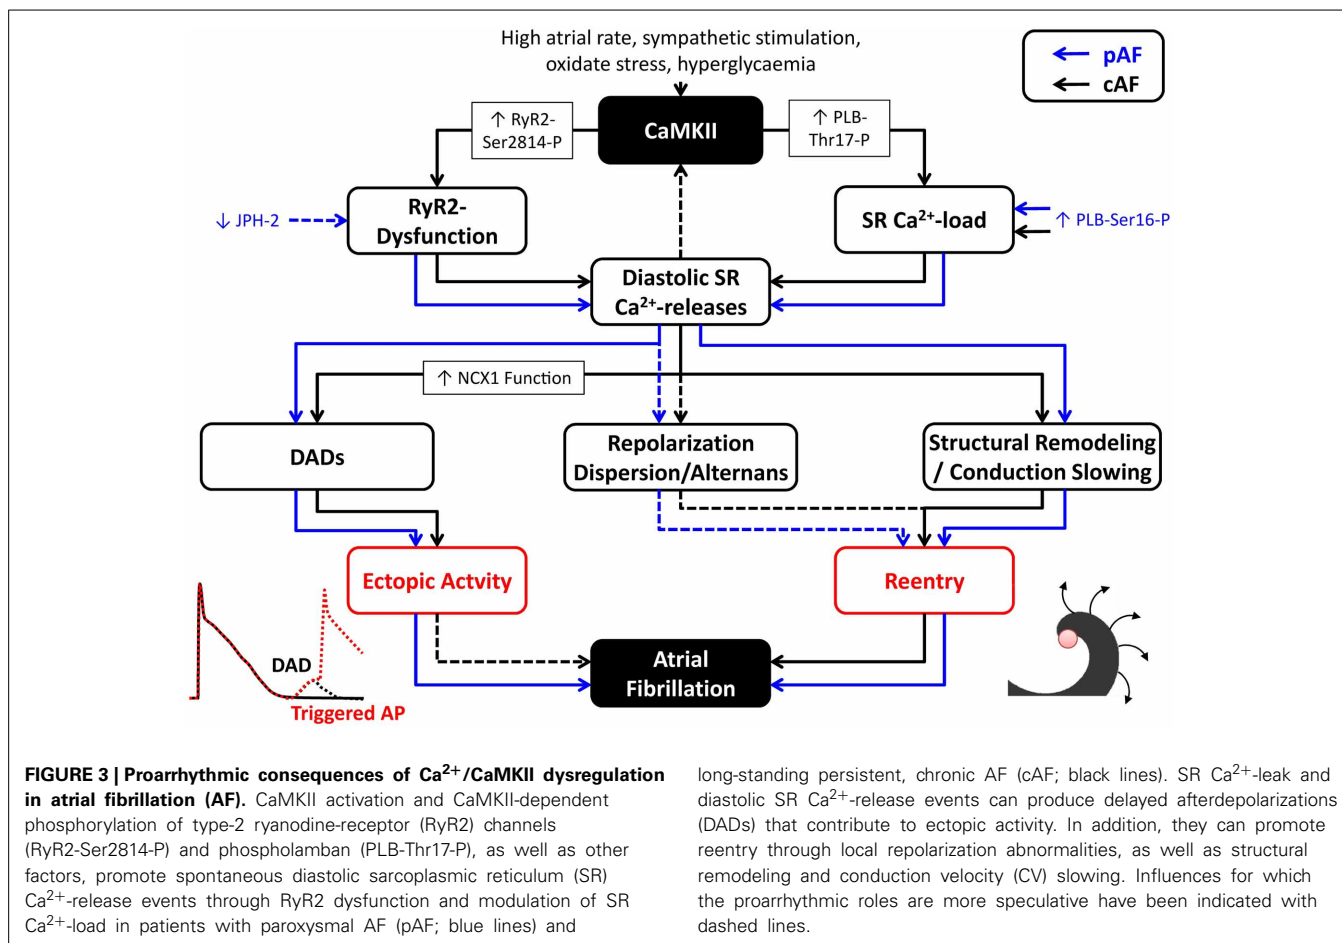 High atrial rate, sympathetic stimulation,
oxidate stress, hyperglycaemia
pAF
cAF
CaMKII
↑ RyR2-
Ser2814-P
↑ PLB-
Thr17-P
↓ JPH-2
RyR2-
Dysfunction
SR Ca²⁺-load
↑ PLB-Ser16-P
Diastolic SR
Ca²⁺-releases
↑ NCX1 Function
DADs
Repolarization
Dispersion/Alternans
Structural Remodeling
/ Conduction Slowing
Ectopic Actvity
Reentry
DAD
Triggered AP
Atrial
Fibrillation
FIGURE 3 | Proarrhythmic consequences of Ca²⁺/CaMKII dysregulation
in atrial fibrillation (AF). CaMKII activation and CaMKII-dependent
phosphorylation of type-2 ryanodine-receptor (RyR2) channels
(RyR2-Ser2814-P) and phospholamban (PLB-Thr17-P), as well as other
factors, promote spontaneous diastolic sarcoplasmic reticulum (SR)
Ca²⁺-release events through RyR2 dysfunction and modulation of SR
Ca²⁺-load in patients with paroxysmal AF (pAF; blue lines) and
long-standing persistent, chronic AF (cAF; black lines). SR Ca²⁺-leak and
diastolic SR Ca²⁺-release events can produce delayed afterdepolarizations
(DADs) that contribute to ectopic activity. In addition, they can promote
reentry through local repolarization abnormalities, as well as structural
remodeling and conduction velocity (CV) slowing. Influences for which
the proarrhythmic roles are more speculative have been indicated with
dashed lines.